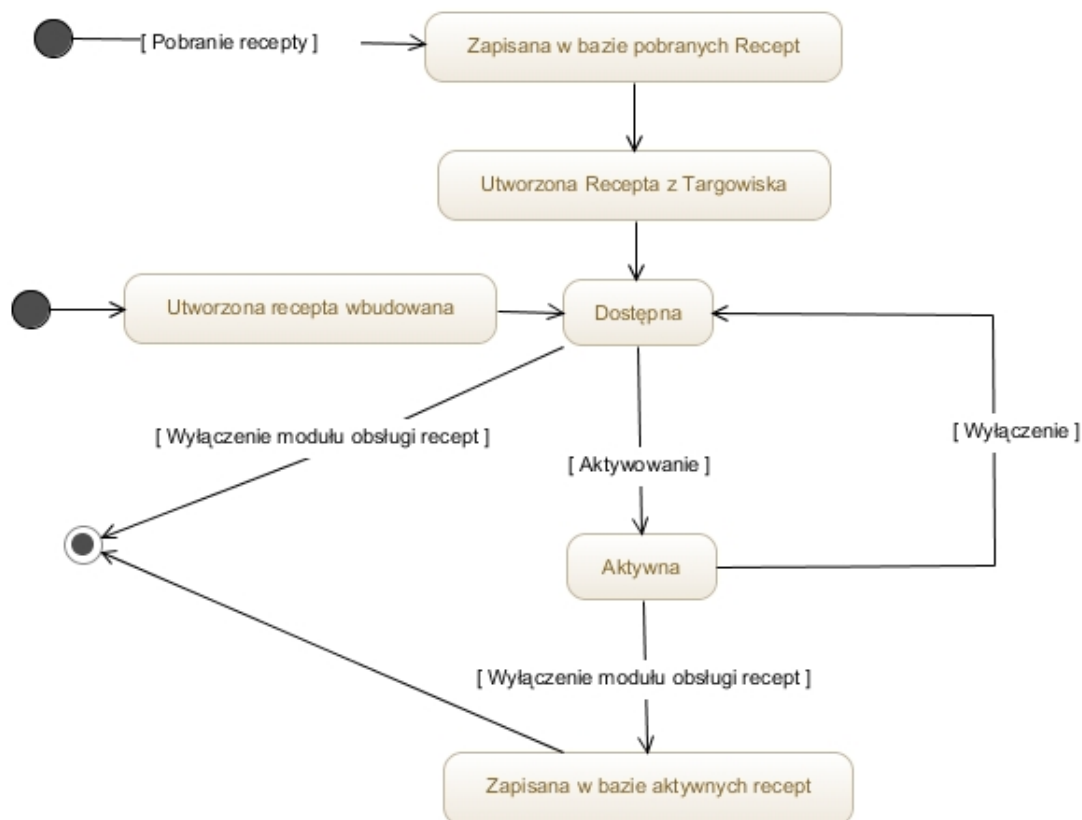 [ Pobranie recepty ]
Zapisana w bazie pobranych Recept
Utworzona Recepta z Targowiska
Utworzona recepta wbudowana
Dostępna
[ Wyłączenie modułu obsługi recept ]
[ Wyłączenie ]
[ Aktywowanie ]
Aktywna
[ Wyłączenie modułu obsługi recept ]
Zapisana w bazie aktywnych recept